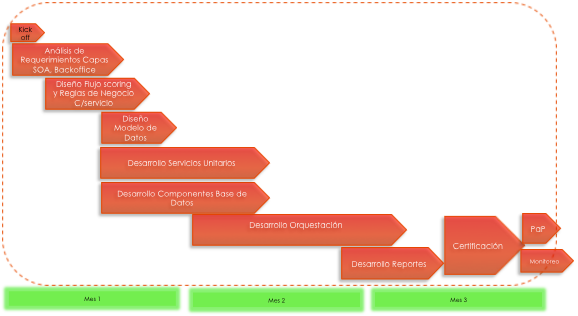 Kick
off
Análisis de
Requerimientos Capas
SOA, Backoffice
Diseño Flujo scoring
y Reglas de Negocio
C/servicio
Diseño
Modelo de
Datos
Desarrollo Servicios Unitarios
Desarrollo Componentes Base de
Datos
Desarrollo Orquestación
Desarrollo Reportes
Certificación
PaP
Monitoreo
Mes 1
Mes 2
Mes 3